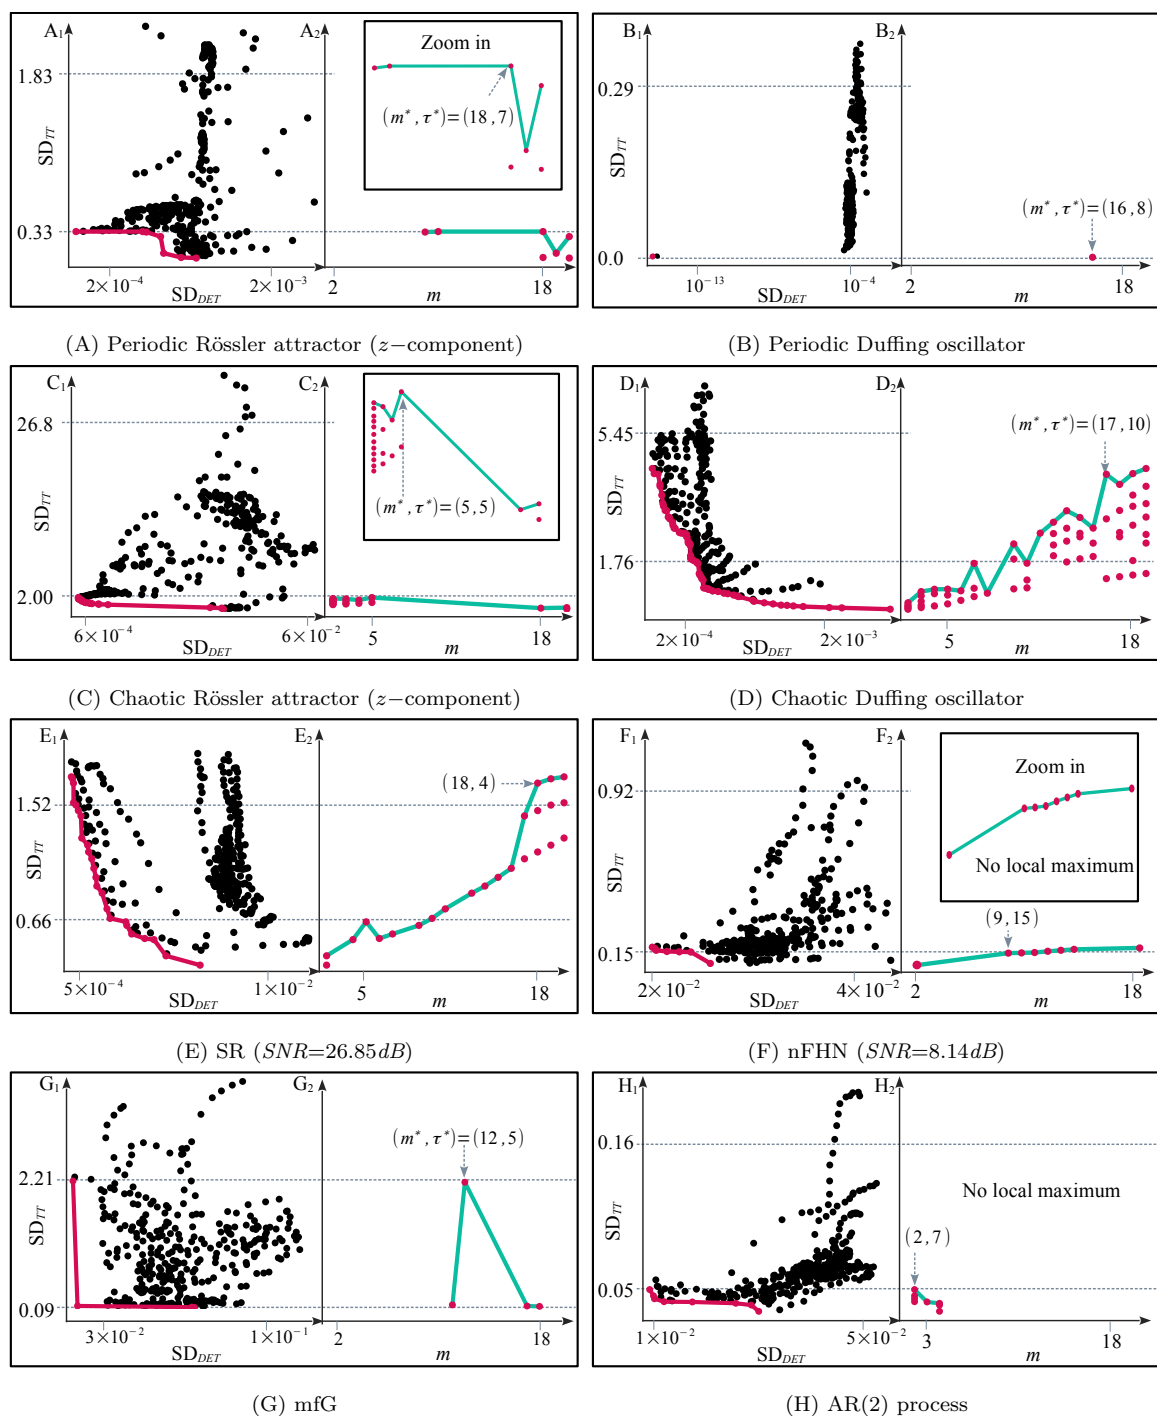 A₁ A₂ B₁ B₂
Zoom in
1.83
(m*, τ*)=(18,7)
SD_TT
0.33
2×10⁻⁴ 2×10⁻³ 2 18
SD_DET m
0.29
SD_TT
(m*, τ*)=(16,8)
0.0
10⁻¹³ 10⁻⁴ 2 18
SD_DET m
(A) Periodic Rössler attractor (z−component)
(B) Periodic Duffing oscillator
C₁ C₂ D₁ D₂
26.8
SD_TT
(m*, τ*)=(5,5)
2.00
6×10⁻⁴ 6×10⁻² 5 18
SD_DET m
(m*, τ*)=(17,10)
5.45
SD_TT
1.76
2×10⁻⁴ 2×10⁻³ 5 18
SD_DET m
(C) Chaotic Rössler attractor (z−component)
(D) Chaotic Duffing oscillator
E₁ E₂ F₁ F₂
(18,4)
1.52
SD_TT
0.66
5×10⁻⁴ 1×10⁻² 5 18
SD_DET m
Zoom in
0.92
SD_TT
No local maximum
(9,15)
0.15
2×10⁻² 4×10⁻² 2 18
SD_DET m
(E) SR (SNR=26.85dB)
(F) nFHN (SNR=8.14dB)
G₁ G₂ H₁ H₂
(m*, τ*)=(12,5)
2.21
SD_TT
0.09
3×10⁻² 1×10⁻¹ 2 18
SD_DET m
0.16
No local maximum
SD_TT
(2,7)
0.05
1×10⁻² 5×10⁻² 3 18
SD_DET m
(G) mfG
(H) AR(2) process